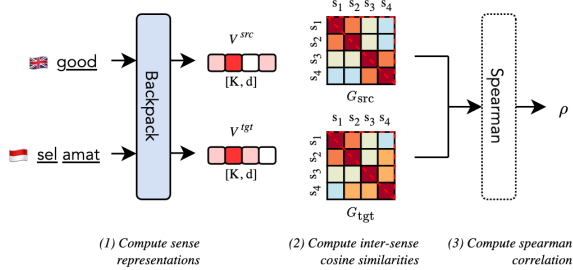 s₁ s₂ s₃ s₄
V^src
s₁
s₂
s₃
s₄
good
Backpack
[K, d]
G_src
Spearman
ρ
s₁ s₂ s₃ s₄
V^tgt
s₁
s₂
s₃
s₄
sel amat
[K, d]
G_tgt
(1) Compute sense
representations
(2) Compute inter-sense
cosine similarities
(3) Compute spearman
correlation